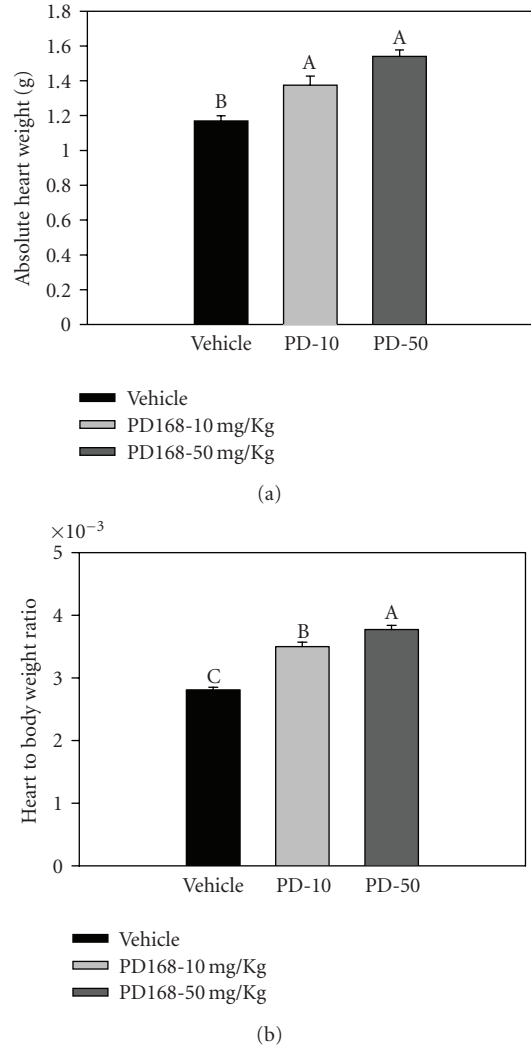 1.8
1.6
1.4
1.2
1
0.8
0.6
0.4
0.2
0
Absolute heart weight (g)
B
A
A
Vehicle PD-10 PD-50
Vehicle
PD168-10 mg/Kg
PD168-50 mg/Kg
(a)
×10⁻³
5
4
3
2
1
0
Heart to body weight ratio
C
B
A
Vehicle PD-10 PD-50
Vehicle
PD168-10 mg/Kg
PD168-50 mg/Kg
(b)